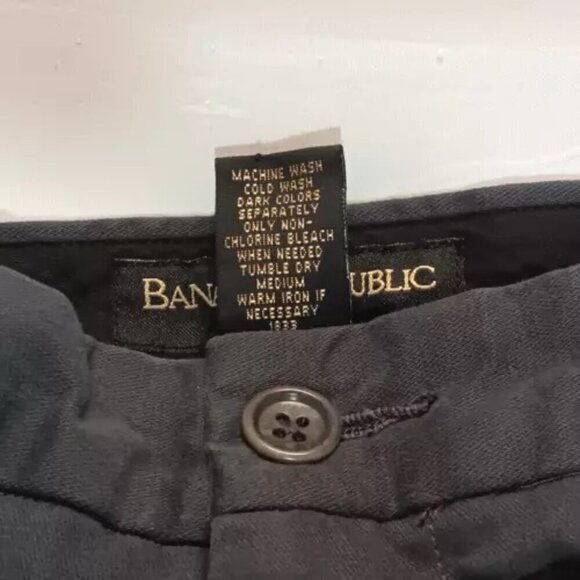 MACHINE WASH
COLD WASH
DARK COLORS
SEPARATELY
ONLY NON-
CHLORINE BLEACH
WHEN NEEDED
TUMBLE DRY
MEDIUM
WARM IRON IF
NECESSARY
1833
BANA UBLIC